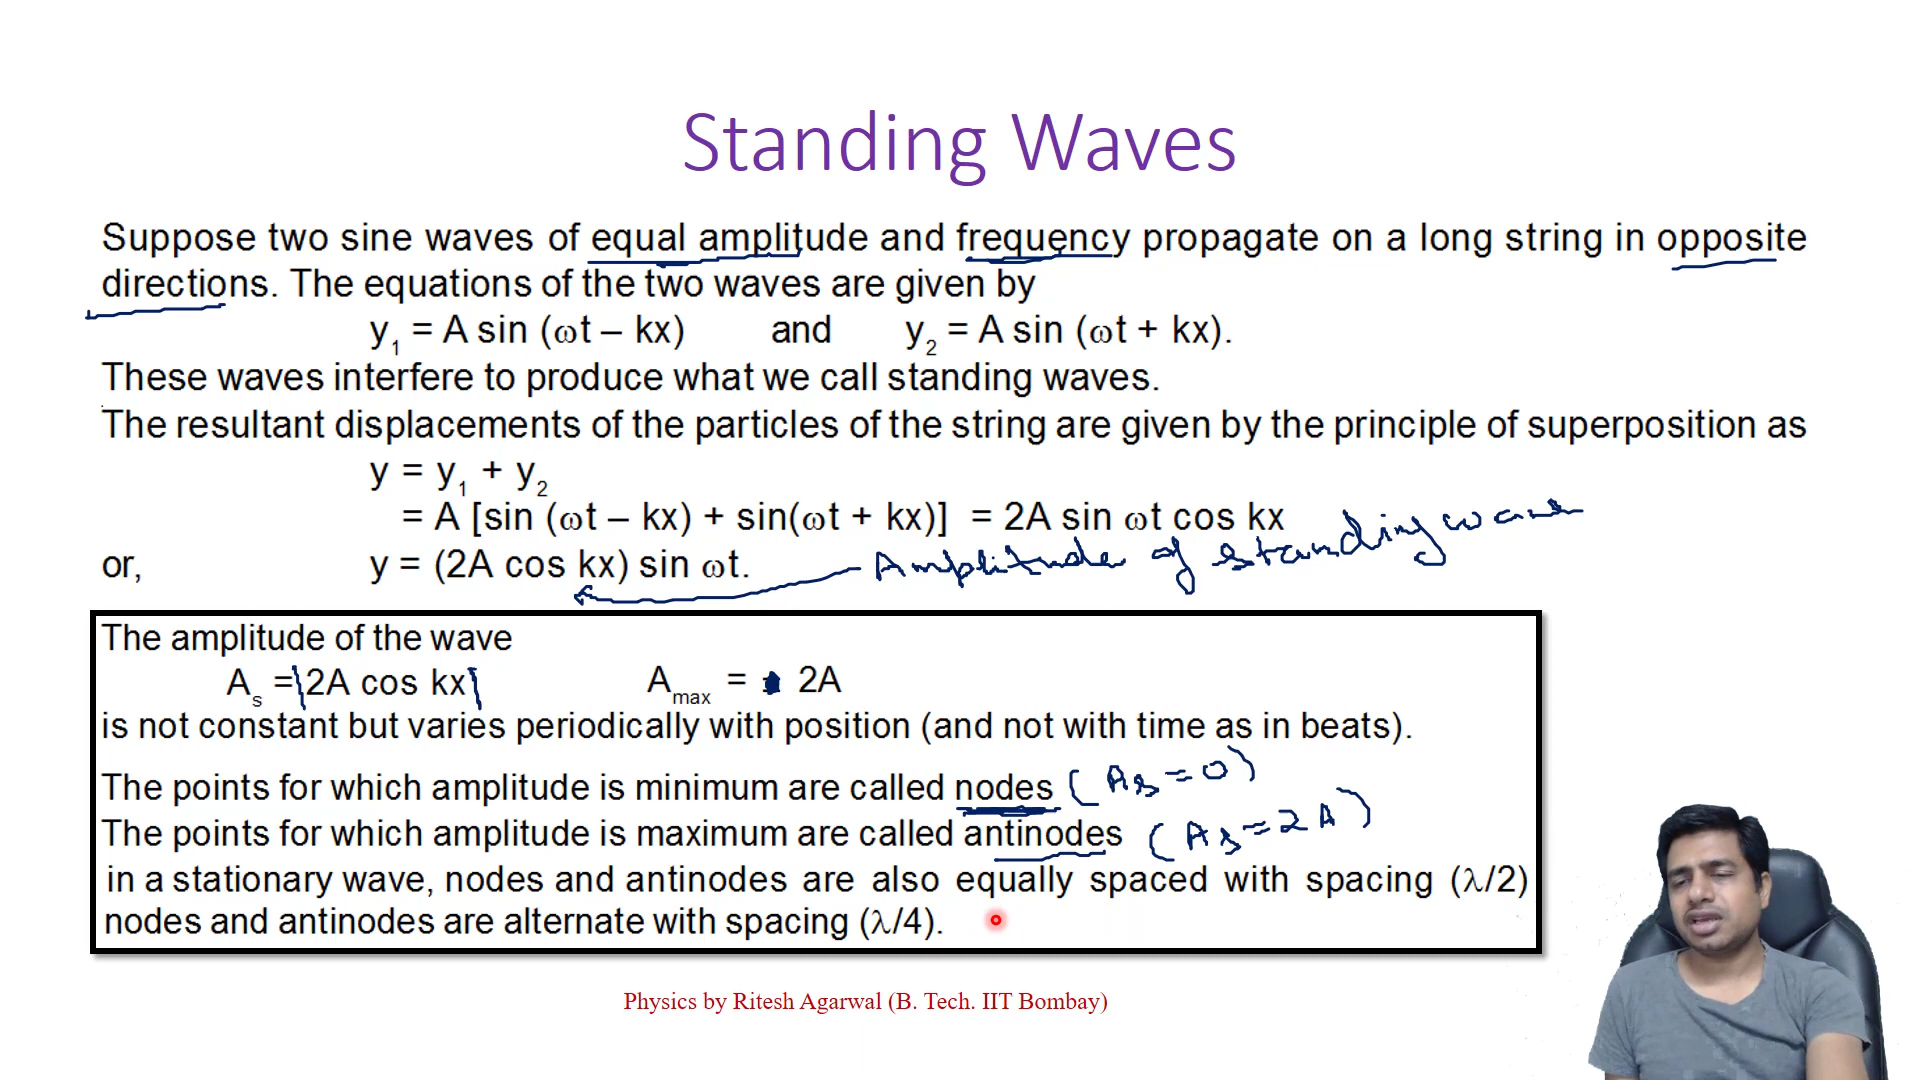 Standing Waves
Suppose two sine waves of equal amplitude and frequency propagate on a long string in opposite
directions. The equations of the two waves are given by
y₁ = A sin (ωt – kx) and y₂ = A sin (ωt + kx).
These waves interfere to produce what we call standing waves.
The resultant displacements of the particles of the string are given by the principle of superposition as
y = y₁ + y₂
= A [sin (ωt – kx) + sin(ωt + kx)] = 2A sin ωt cos kx
or, y = (2A cos kx) sin ωt. Amplitude of standing wave
The amplitude of the wave
Aₛ = |2A cos kx| A_max = 2A
is not constant but varies periodically with position (and not with time as in beats).
The points for which amplitude is minimum are called nodes (Aₛ = 0)
The points for which amplitude is maximum are called antinodes (Aₛ = 2A)
in a stationary wave, nodes and antinodes are also equally spaced with spacing (λ/2)
nodes and antinodes are alternate with spacing (λ/4).
Physics by Ritesh Agarwal (B. Tech. IIT Bombay)